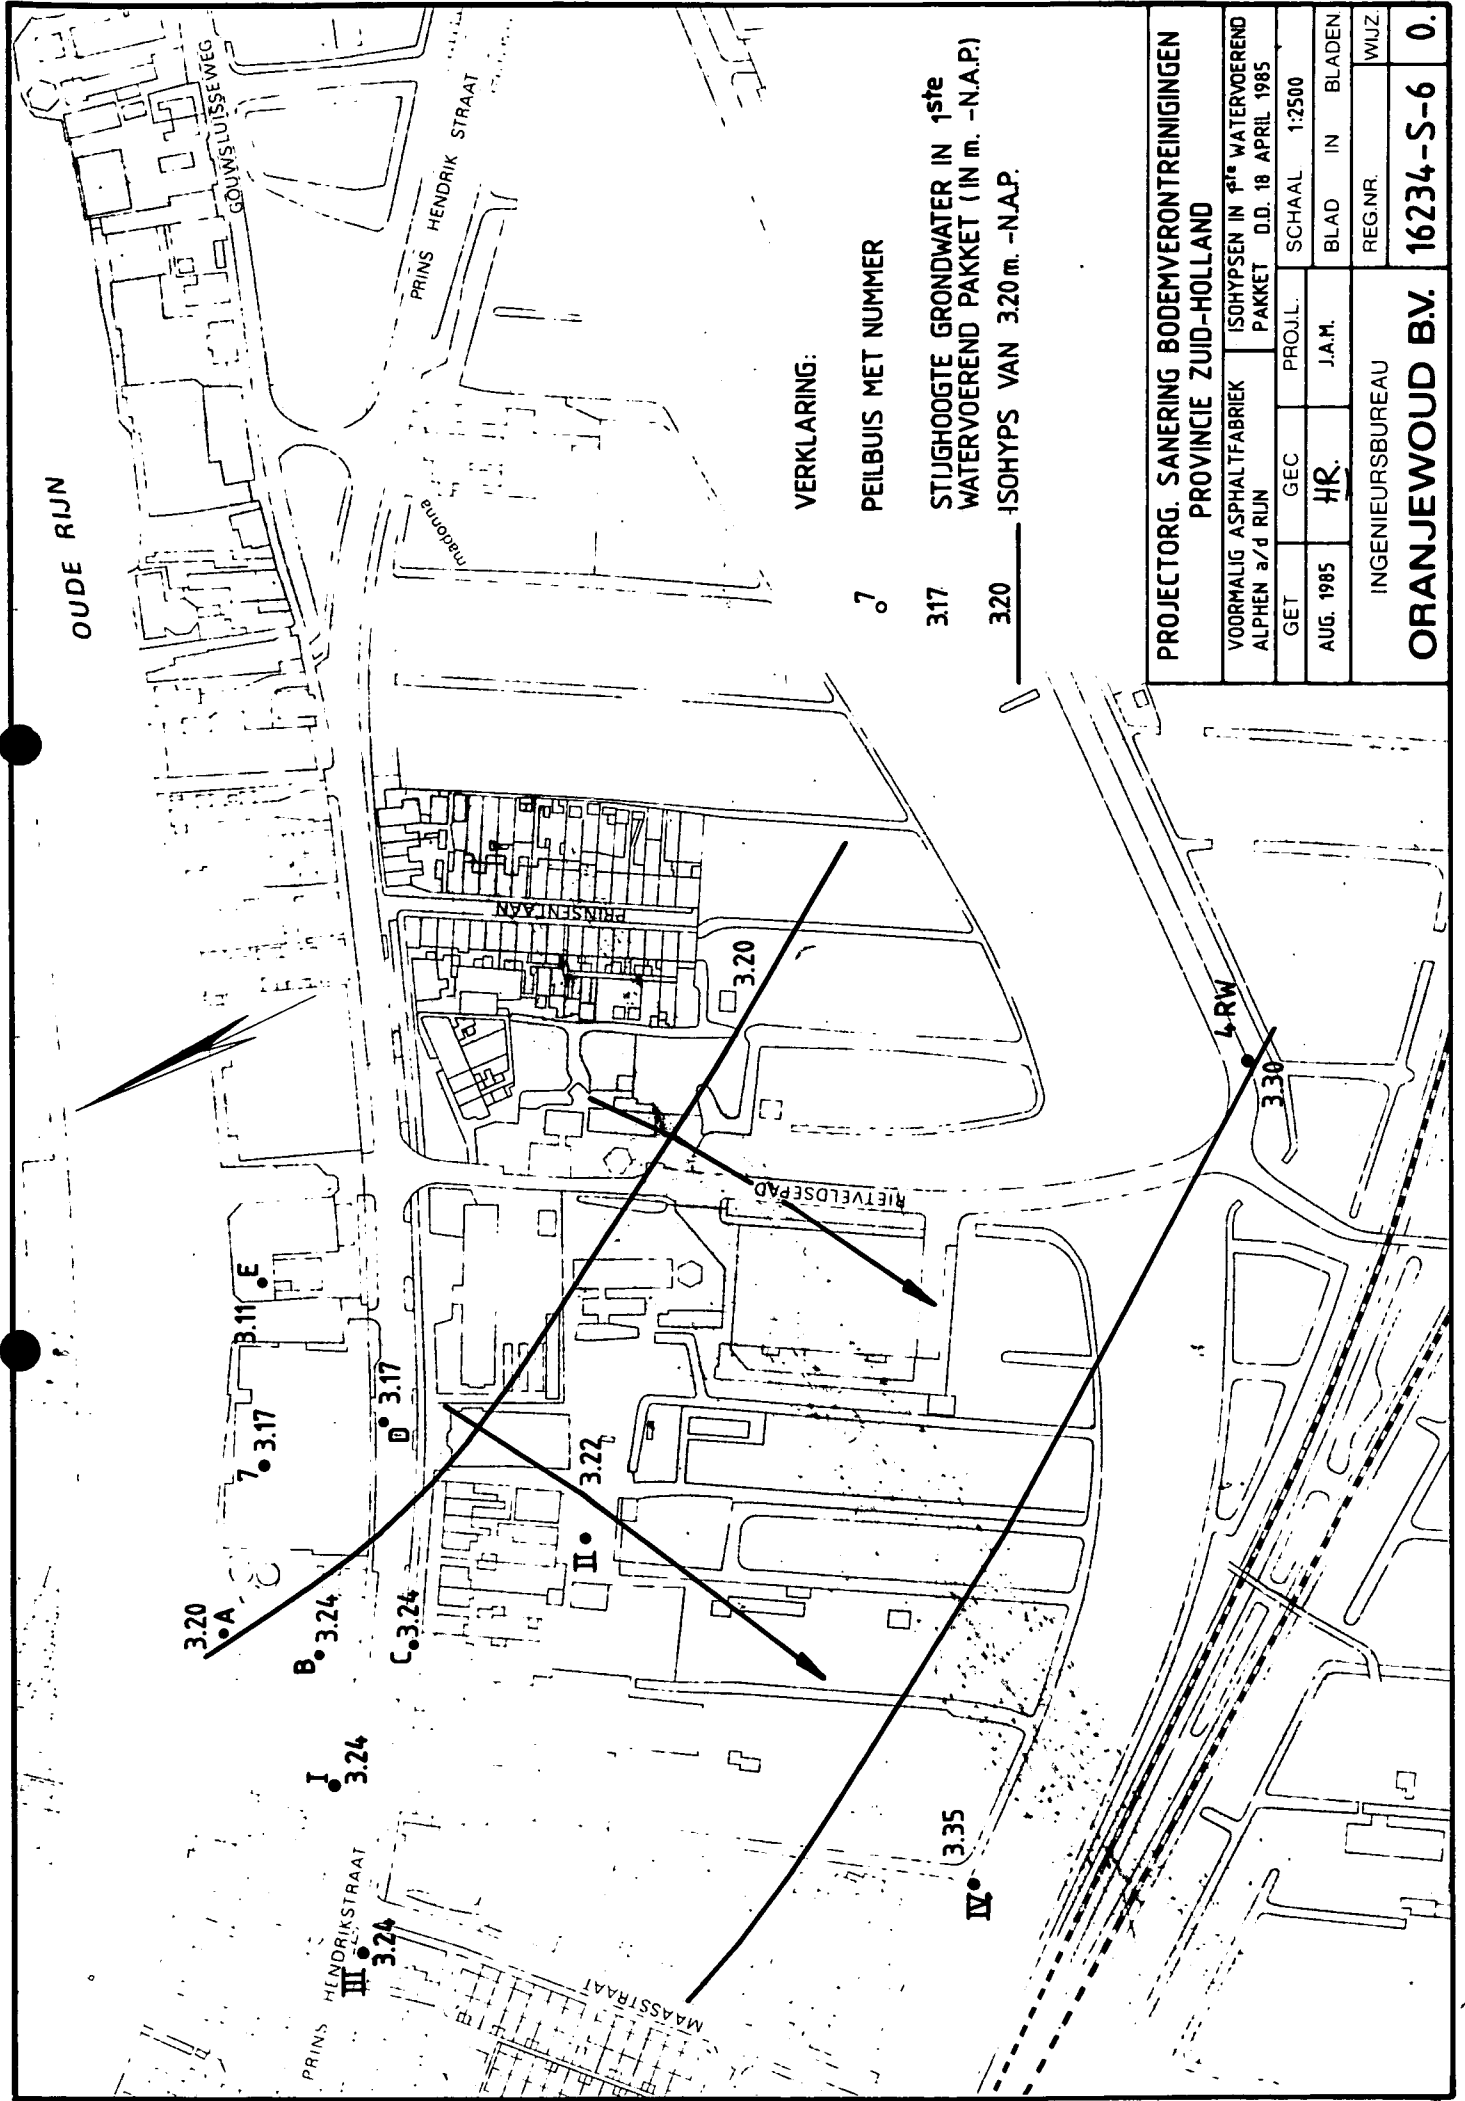 OUDE RIJN
GOUWSLUISSEWEG
PRINS HENDRIK STRAAT
madonna
PRINSENLAAN
RIETVELDSEPAD
PRINS HENDRIKSTRAAT
MAASSTRAAT
3.20
A
B
3.24
C
3.24
7
3.17
D
3.17
3.11
E
I
3.24
II
3.22
III
3.24
IV
3.35
3.20
4 RW
3.30
VERKLARING:
7 PEILBUIS MET NUMMER
3.17 STIJGHOOGTE GRONDWATER IN 1ste
WATERVOEREND PAKKET (IN m. -N.A.P.)
3.20 ISOHYPS VAN 3.20 m. -N.A.P.
PROJECTORG. SANERING BODEMVERONTREINIGINGEN
PROVINCIE ZUID-HOLLAND
VOORMALIG ASPHALTFABRIEK
ALPHEN a/d RIJN
ISOHYPSEN IN 1ste WATERVOEREND
PAKKET D.D. 18 APRIL 1985
GET GEC PROJ.L. SCHAAL 1:2500
AUG. 1985 HR. J.A.M. BLAD IN BLADEN.
INGENIEURSBUREAU
ORANJEWOUD B.V.
REG.NR. WIJZ.
16234-S-6 0.